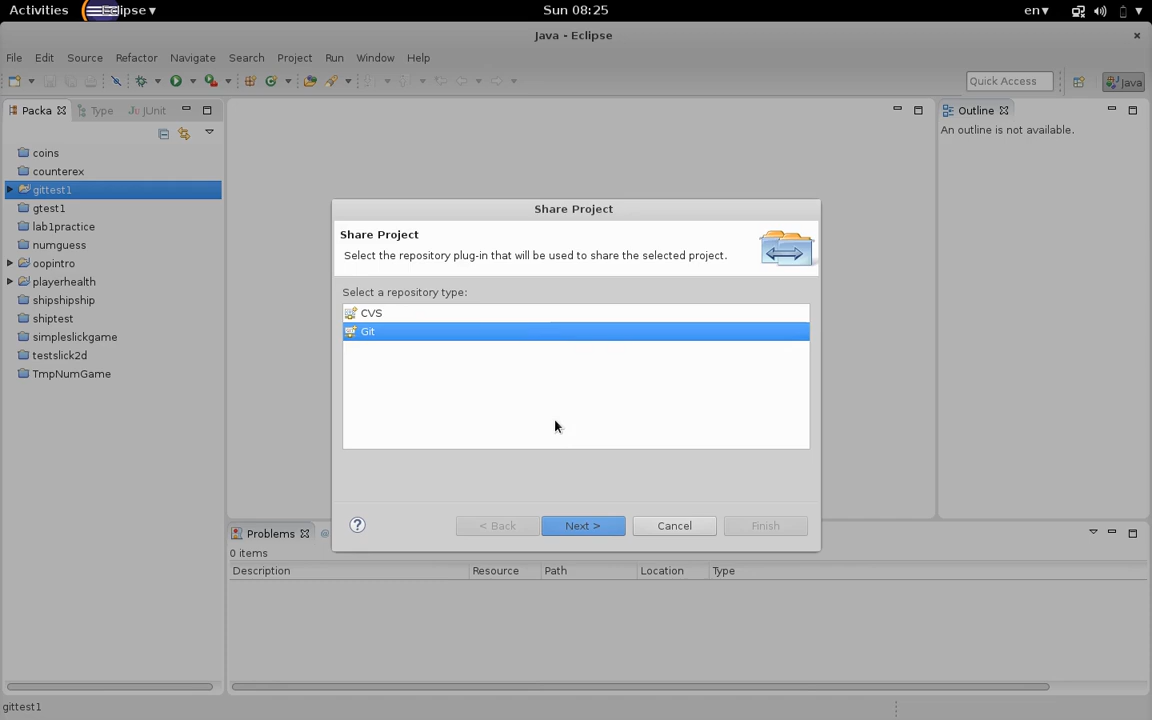 Activities Eclipse ▾ Sun 08:25 en ▾
Java - Eclipse
File Edit Source Refactor Navigate Search Project Run Window Help
Quick Access Java
Packa Type JUnit Outline
An outline is not available.
coins
counterex
gittest1
gtest1
lab1practice
numguess
oopintro
playerhealth
shipshipship
shiptest
simpleslickgame
testslick2d
TmpNumGame
Share Project
Share Project
Select the repository plug-in that will be used to share the selected project.
Select a repository type:
CVS
Git
? < Back Next > Cancel Finish
Problems @
0 items
Description Resource Path Location Type
gittest1